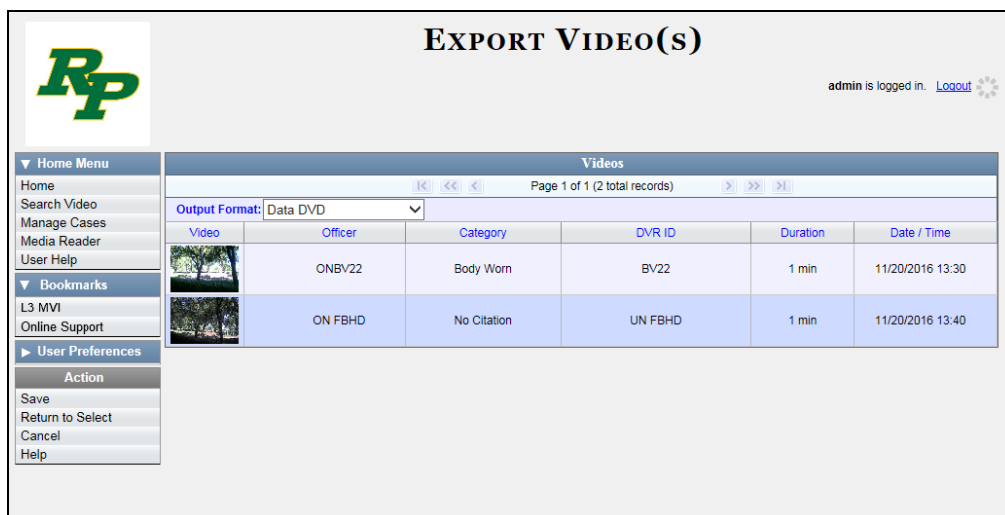 EXPORT VIDEO(S)
RP
admin is logged in. Logout
▼ Home Menu
Home
Search Video
Manage Cases
Media Reader
User Help
▼ Bookmarks
L3 MVI
Online Support
▶ User Preferences
Action
Save
Return to Select
Cancel
Help
Videos
|< << < Page 1 of 1 (2 total records) > >> >|
Output Format: Data DVD
Video Officer Category DVR ID Duration Date / Time
ONBV22 Body Worn BV22 1 min 11/20/2016 13:30
ON FBHD No Citation UN FBHD 1 min 11/20/2016 13:40